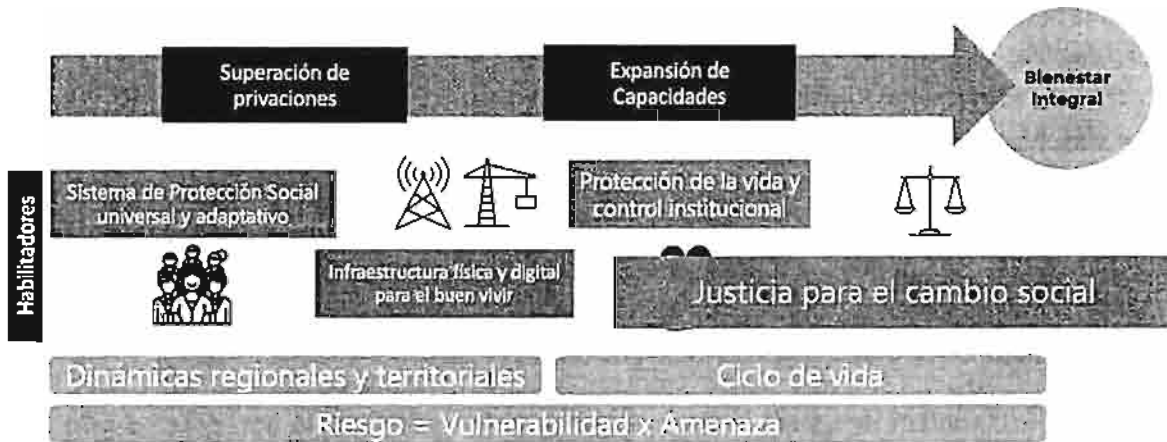 Superación de
privaciones
Expansión de
Capacidades
Bienestar
Integral
Habilitadores
Sistema de Protección Social
universal y adaptativo
Protección de la vida y
control institucional
Infraestructura física y digital
para el buen vivir
Justicia para el cambio social
Dinámicas regionales y territoriales
Ciclo de vida
Riesgo = Vulnerabilidad x Amenaza